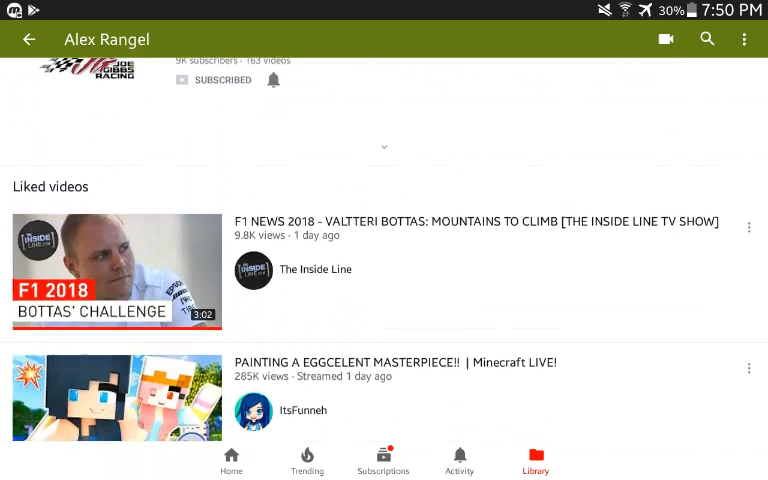 30% 7:50 PM
Alex Rangel
JOE GIBBS RACING
9K subscribers · 163 videos
SUBSCRIBED
Liked videos
THE INSIDE LINE.COM
F1 2018
BOTTAS' CHALLENGE
3:02
EPSON
F1 NEWS 2018 - VALTTERI BOTTAS: MOUNTAINS TO CLIMB [THE INSIDE LINE TV SHOW]
9.8K views · 1 day ago
The Inside Line
PAINTING A EGGCELENT MASTERPIECE!! | Minecraft LIVE!
285K views · Streamed 1 day ago
ItsFunneh
Home
Trending
Subscriptions
Activity
Library